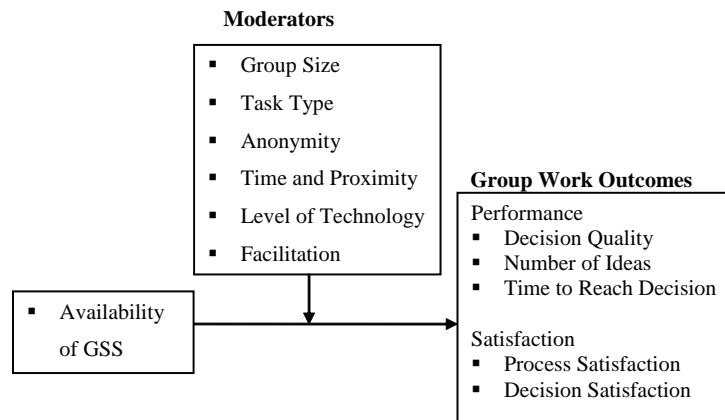 Moderators
▪ Group Size
▪ Task Type
▪ Anonymity
▪ Time and Proximity
▪ Level of Technology
▪ Facilitation
▪ Availability
of GSS
Group Work Outcomes
Performance
▪ Decision Quality
▪ Number of Ideas
▪ Time to Reach Decision
Satisfaction
▪ Process Satisfaction
▪ Decision Satisfaction